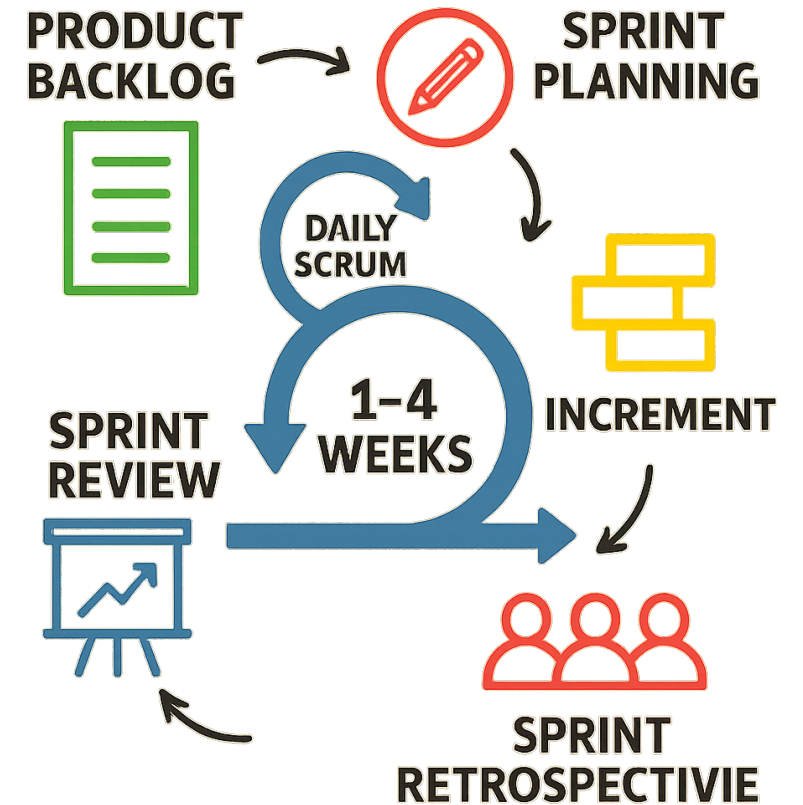 PRODUCT
BACKLOG
SPRINT
PLANNING
DAILY
SCRUM
1–4
WEEKS
INCREMENT
SPRINT
REVIEW
SPRINT
RETROSPECTIVIE